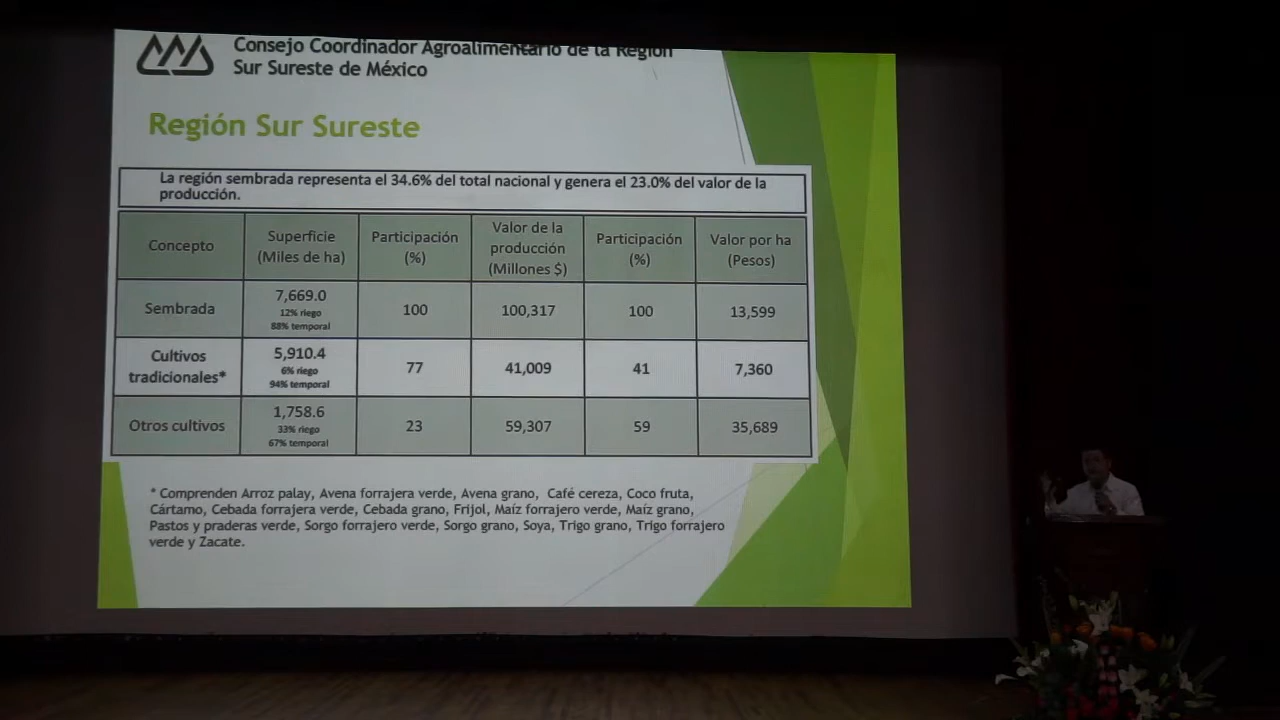 Consejo Coordinador Agroalimentario de la Región
Sur Sureste de México
Región Sur Sureste
La región sembrada representa el 34.6% del total nacional y genera el 23.0% del valor de la
producción.
Concepto
Superficie
(Miles de ha)
Participación
(%)
Valor de la
producción
(Millones $)
Participación
(%)
Valor por ha
(Pesos)
Sembrada
7,669.0
12% riego
88% temporal
100
100,317
100
13,599
Cultivos
tradicionales*
5,910.4
6% riego
94% temporal
77
41,009
41
7,360
Otros cultivos
1,758.6
33% riego
67% temporal
23
59,307
59
35,689
* Comprenden Arroz palay, Avena forrajera verde, Avena grano, Café cereza, Coco fruta,
Cártamo, Cebada forrajera verde, Cebada grano, Frijol, Maíz forrajero verde, Maíz grano,
Pastos y praderas verde, Sorgo forrajero verde, Sorgo grano, Soya, Trigo grano, Trigo forrajero
verde y Zacate.